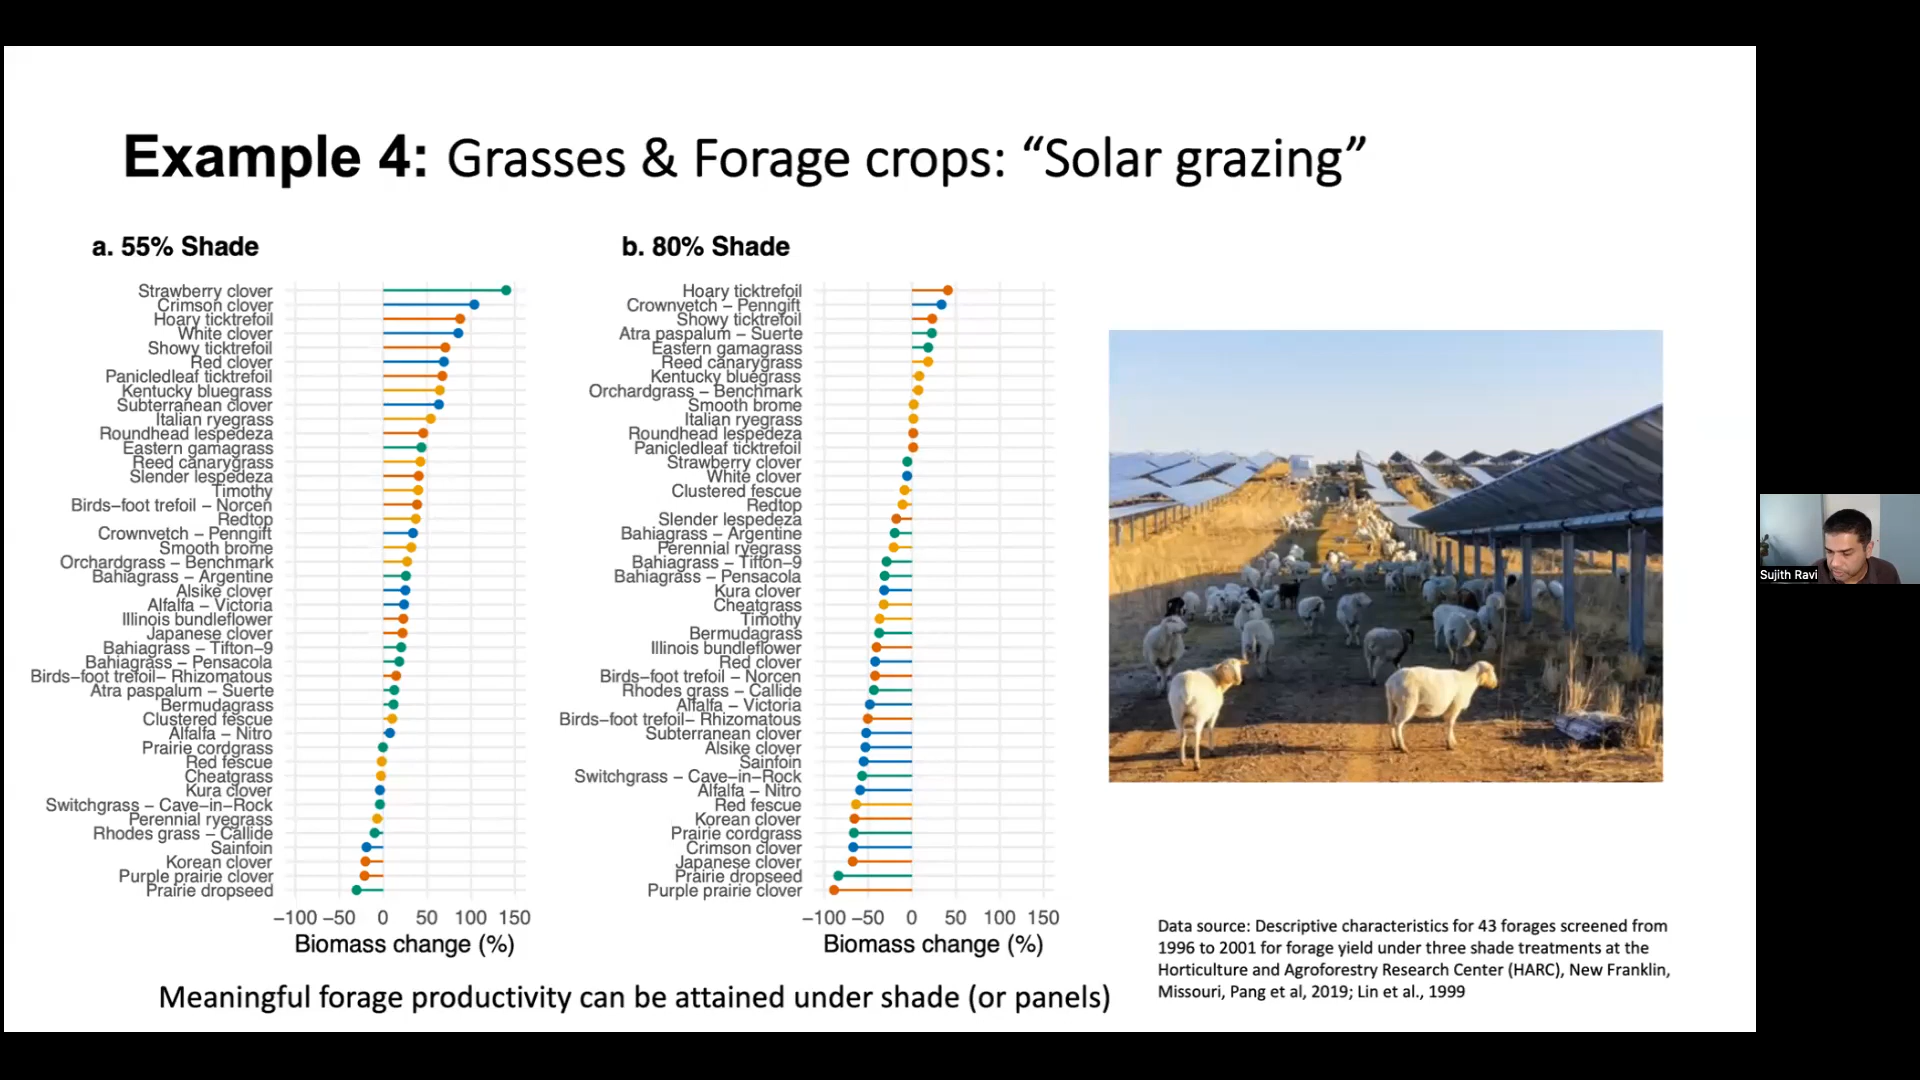 Example 4: Grasses & Forage crops: “Solar grazing”
a. 55% Shade
Strawberry clover
Crimson clover
Hoary ticktrefoil
White clover
Showy ticktrefoil
Red clover
Panicledleaf ticktrefoil
Kentucky bluegrass
Subterranean clover
Italian ryegrass
Roundhead lespedeza
Eastern gamagrass
Reed canarygrass
Slender lespedeza
Timothy
Birds–foot trefoil – Norcen
Redtop
Crownvetch – Penngift
Smooth brome
Orchardgrass – Benchmark
Bahiagrass – Argentine
Alsike clover
Alfalfa – Victoria
Illinois bundleflower
Japanese clover
Bahiagrass – Tifton–9
Bahiagrass – Pensacola
Birds–foot trefoil– Rhizomatous
Atra paspalum – Suerte
Bermudagrass
Clustered fescue
Alfalfa – Nitro
Prairie cordgrass
Red fescue
Cheatgrass
Kura clover
Switchgrass – Cave–in–Rock
Perennial ryegrass
Rhodes grass – Callide
Sainfoin
Korean clover
Purple prairie clover
Prairie dropseed
−100 −50 0 50 100 150
Biomass change (%)
b. 80% Shade
Hoary ticktrefoil
Crownvetch – Penngift
Showy ticktrefoil
Atra paspalum – Suerte
Eastern gamagrass
Reed canarygrass
Kentucky bluegrass
Orchardgrass – Benchmark
Smooth brome
Italian ryegrass
Roundhead lespedeza
Panicledleaf ticktrefoil
Strawberry clover
White clover
Clustered fescue
Redtop
Slender lespedeza
Bahiagrass – Argentine
Perennial ryegrass
Bahiagrass – Tifton–9
Bahiagrass – Pensacola
Kura clover
Cheatgrass
Timothy
Bermudagrass
Illinois bundleflower
Red clover
Birds–foot trefoil – Norcen
Rhodes grass – Callide
Alfalfa – Victoria
Birds–foot trefoil– Rhizomatous
Subterranean clover
Alsike clover
Sainfoin
Switchgrass – Cave–in–Rock
Alfalfa – Nitro
Red fescue
Korean clover
Prairie cordgrass
Crimson clover
Japanese clover
Prairie dropseed
Purple prairie clover
−100 −50 0 50 100 150
Biomass change (%)
Sujith Ravi
Data source: Descriptive characteristics for 43 forages screened from
1996 to 2001 for forage yield under three shade treatments at the
Horticulture and Agroforestry Research Center (HARC), New Franklin,
Missouri, Pang et al, 2019; Lin et al., 1999
Meaningful forage productivity can be attained under shade (or panels)